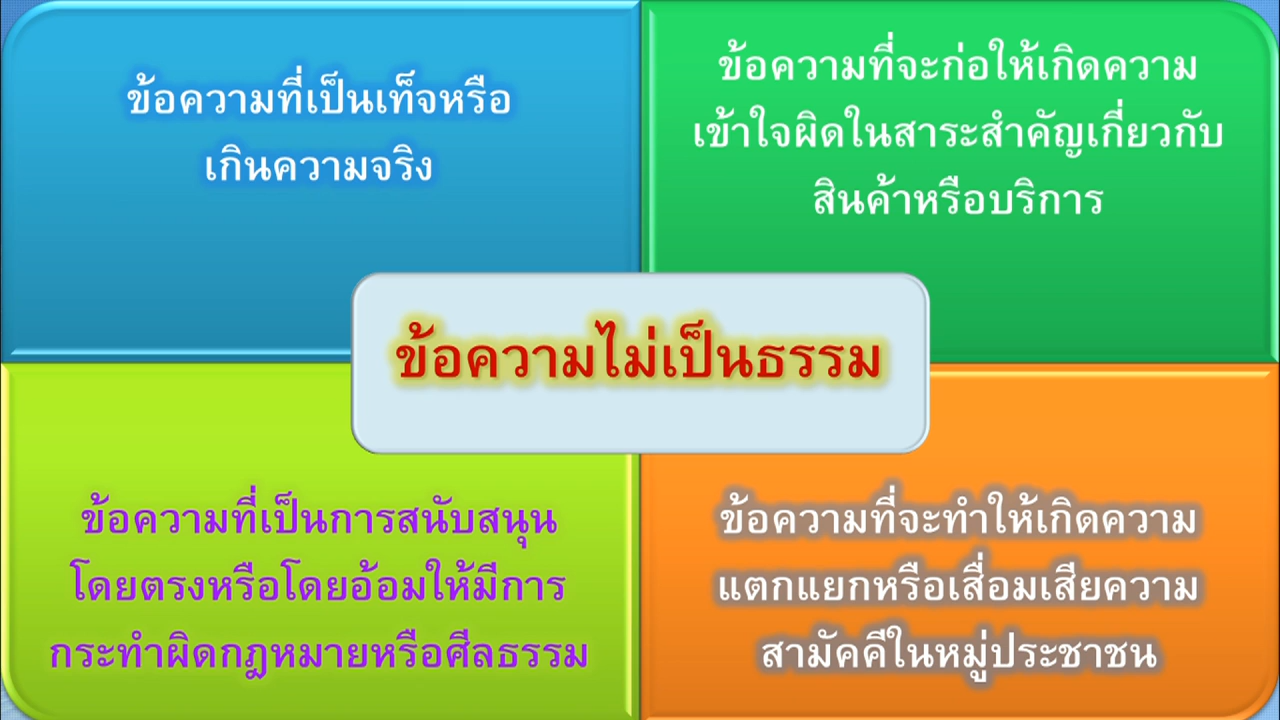 ข้อความที่เป็นเท็จหรือ
เกินความจริง
ข้อความที่จะก่อให้เกิดความ
เข้าใจผิดในสาระสำคัญเกี่ยวกับ
สินค้าหรือบริการ
ข้อความไม่เป็นธรรม
ข้อความที่เป็นการสนับสนุน
โดยตรงหรือโดยอ้อมให้มีการ
กระทำผิดกฎหมายหรือศีลธรรม
ข้อความที่จะทำให้เกิดความ
แตกแยกหรือเสื่อมเสียความ
สามัคคีในหมู่ประชาชน